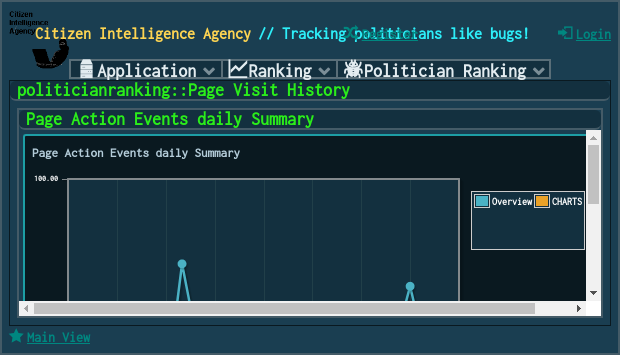 Citizen
Intelligence
Agency
Citizen Intelligence Agency // Tracking politicians like bugs!
Register
Login
Application
Ranking
Politician Ranking
politicianranking::Page Visit History
Page Action Events daily Summary
Page Action Events daily Summary
100.00
Overview
CHARTS
Main View